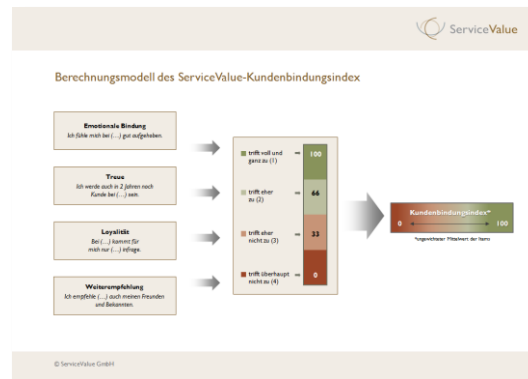 ServiceValue
Berechnungsmodell des ServiceValue-Kundenbindungsindex
Emotionale Bindung
Ich fühle mich bei (…) gut aufgehoben.
Treue
Ich werde auch in 2 Jahren noch
Kunde bei (…) sein.
Loyalität
Bei (…) kommt für
mich nur (…) infrage.
Weiterempfehlung
Ich empfehle (…) auch meinen Freunden
und Bekannten.
trifft voll und
ganz zu (1)
100
trifft eher
zu (2)
66
trifft eher
nicht zu (3)
33
trifft überhaupt
nicht zu (4)
0
Kundenbindungsindex*
0
100
*ungewichteter Mittelwert der Items
© ServiceValue GmbH